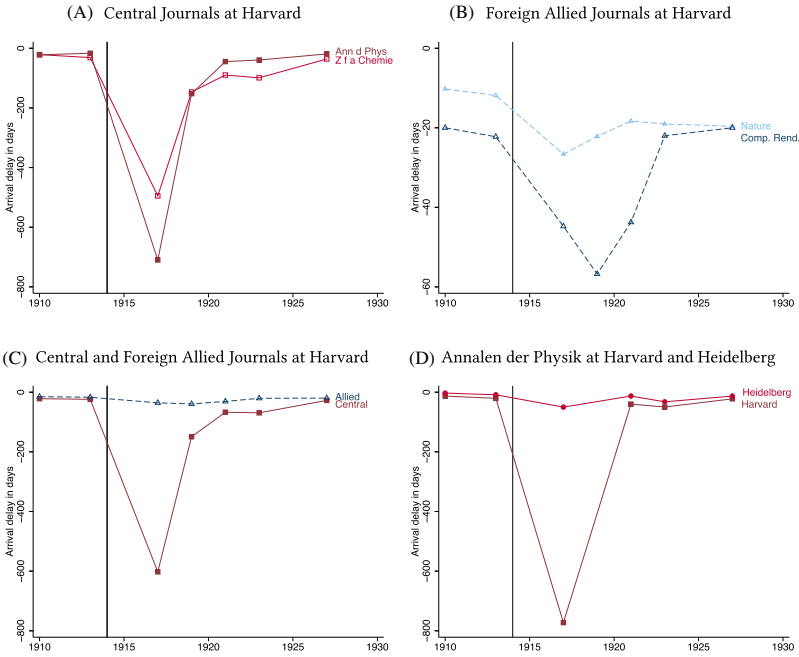 (A) Central Journals at Harvard
Arrival delay in days
0
−200
−400
−600
−800
Ann d Phys
Z f a Chemie
1910 1915 1920 1925 1930
(B) Foreign Allied Journals at Harvard
Arrival delay in days
0
−20
−40
−60
Nature
Comp. Rend.
1910 1915 1920 1925 1930
(C) Central and Foreign Allied Journals at Harvard
Arrival delay in days
0
−200
−400
−600
−800
Allied
Central
1910 1915 1920 1925 1930
(D) Annalen der Physik at Harvard and Heidelberg
Arrival delay in days
0
−200
−400
−600
−800
Heidelberg
Harvard
1910 1915 1920 1925 1930